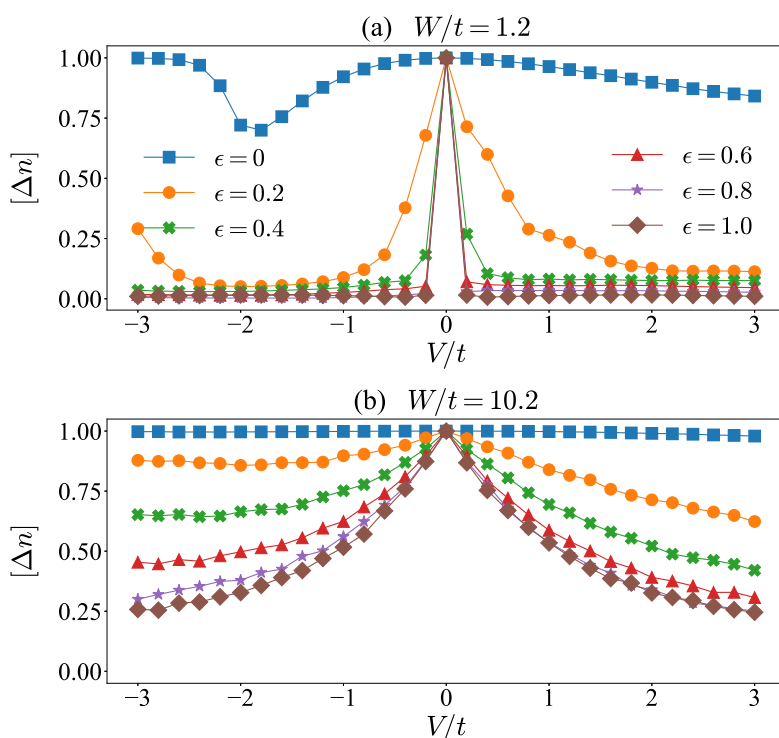 (a) W/t = 1.2
[Δn]
1.00
0.75
0.50
0.25
0.00
ϵ = 0
ϵ = 0.2
ϵ = 0.4
ϵ = 0.6
ϵ = 0.8
ϵ = 1.0
−3 −2 −1 0 1 2 3
V/t
(b) W/t = 10.2
[Δn]
1.00
0.75
0.50
0.25
0.00
−3 −2 −1 0 1 2 3
V/t